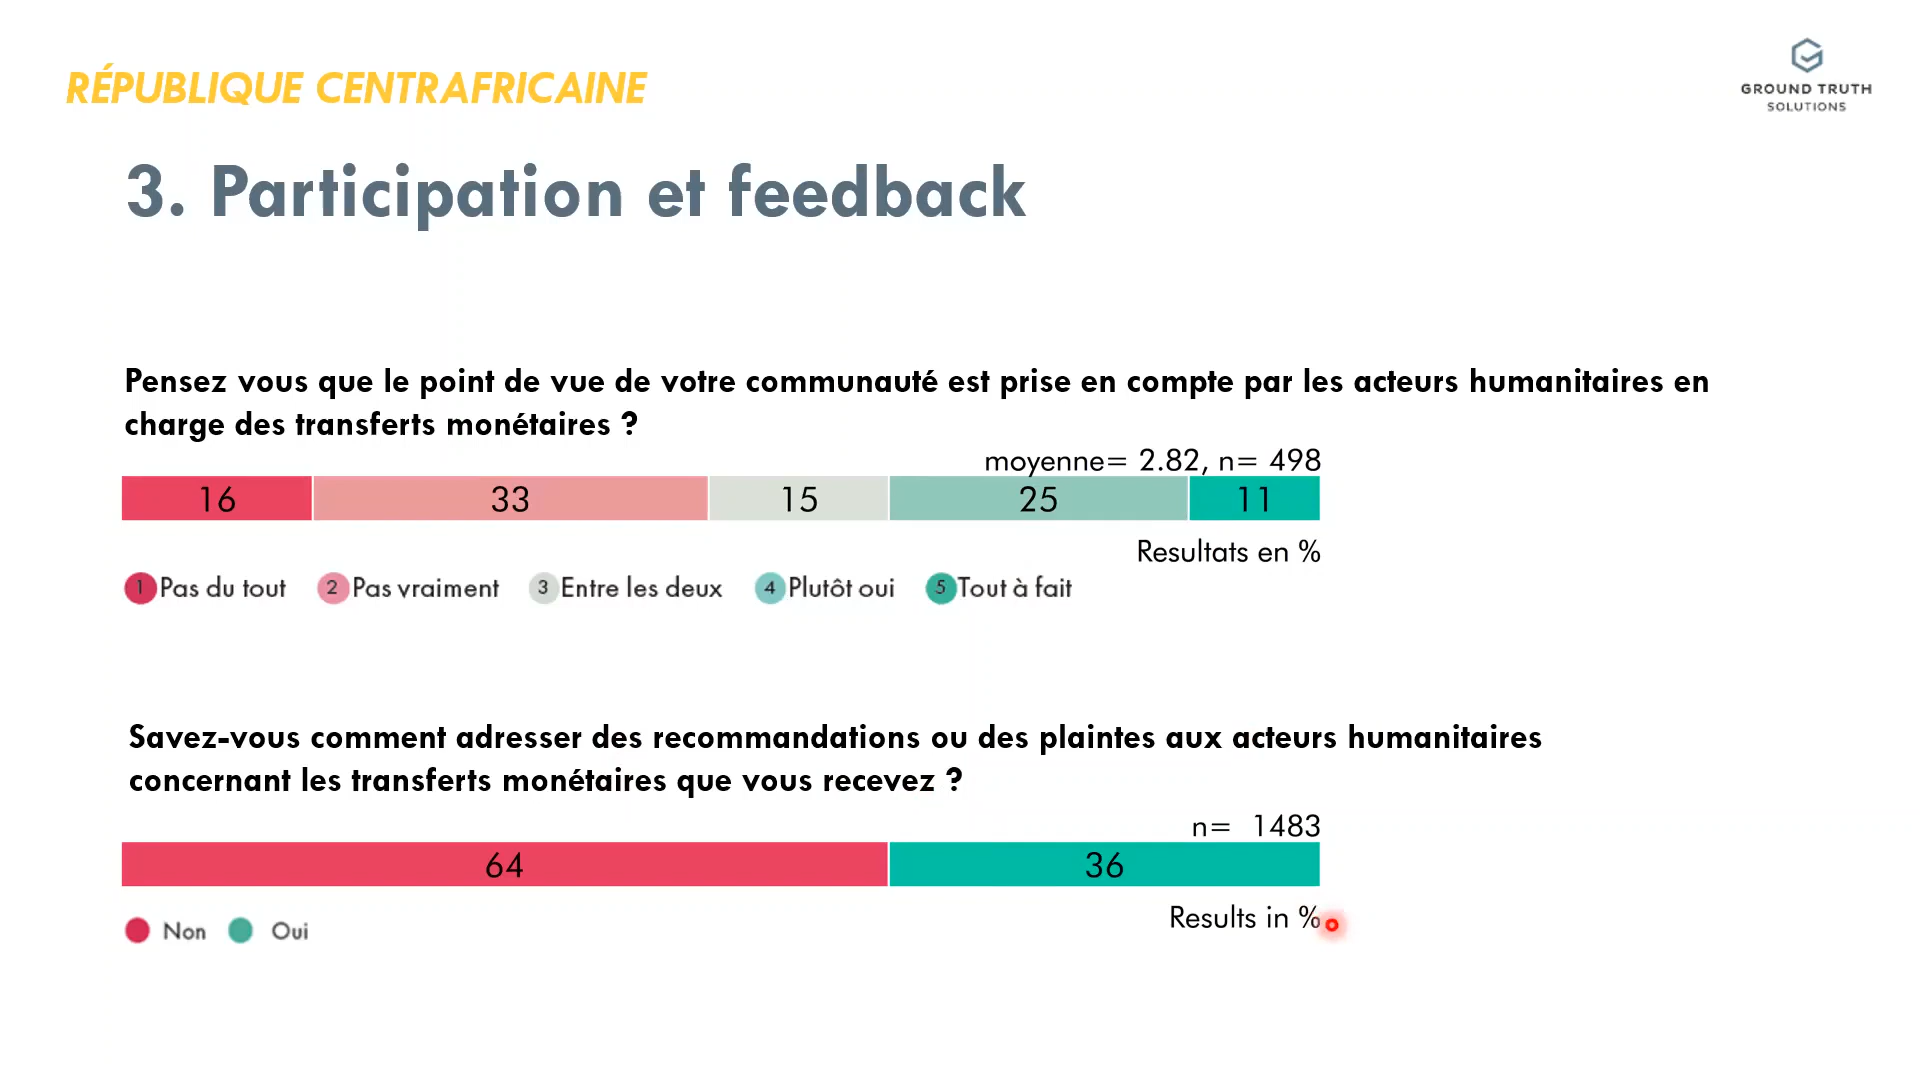 RÉPUBLIQUE CENTRAFRICAINE
GROUND TRUTH
SOLUTIONS
3. Participation et feedback
Pensez vous que le point de vue de votre communauté est prise en compte par les acteurs humanitaires en
charge des transferts monétaires ?
moyenne= 2.82, n= 498
16 33 15 25 11
Resultats en %
1 Pas du tout 2 Pas vraiment 3 Entre les deux 4 Plutôt oui 5 Tout à fait
Savez-vous comment adresser des recommandations ou des plaintes aux acteurs humanitaires
concernant les transferts monétaires que vous recevez ?
n= 1483
64 36
Results in %
Non Oui